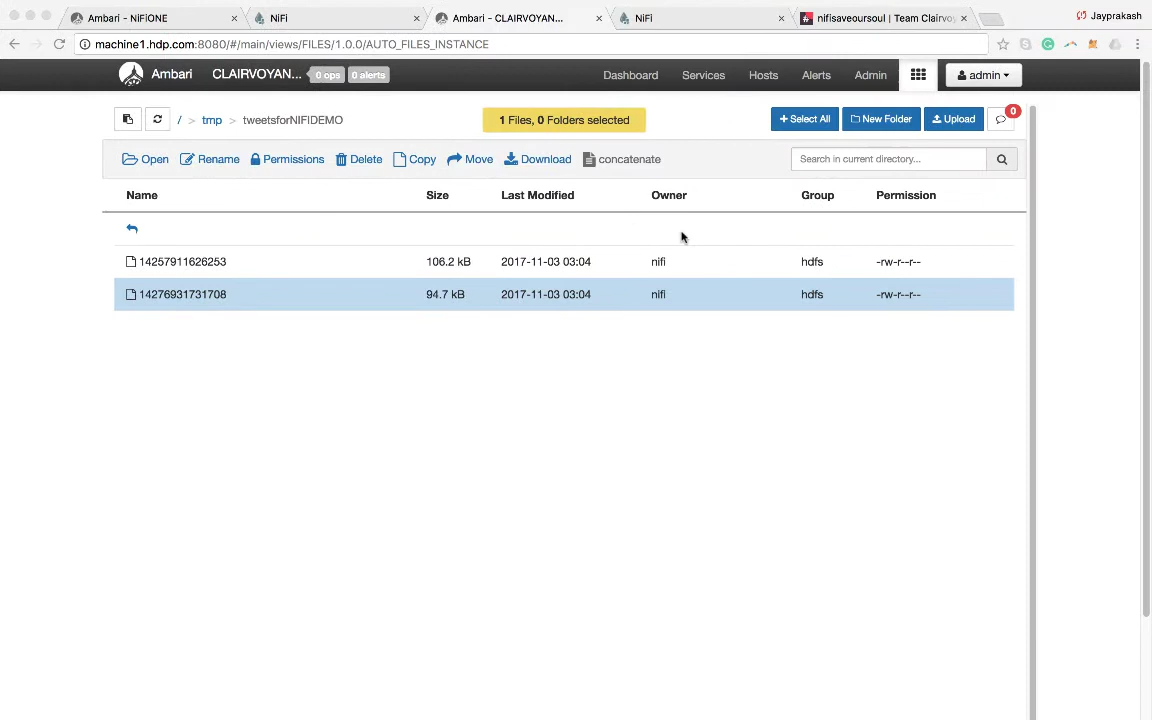 Ambari - NiFiONE
NiFi
Ambari - CLAIRVOYAN...
NiFi
nifisaveoursoul | Team Clairvoy
Jayprakash
machine1.hdp.com:8080/#/main/views/FILES/1.0.0/AUTO_FILES_INSTANCE
Ambari CLAIRVOYAN... 0 ops 0 alerts Dashboard Services Hosts Alerts Admin admin
/ > tmp > tweetsforNIFIDEMO 1 Files, 0 Folders selected + Select All New Folder Upload 0
Open Rename Permissions Delete Copy Move Download concatenate Search in current directory...
Name Size Last Modified Owner Group Permission
14257911626253 106.2 kB 2017-11-03 03:04 nifi hdfs -rw-r--r--
14276931731708 94.7 kB 2017-11-03 03:04 nifi hdfs -rw-r--r--